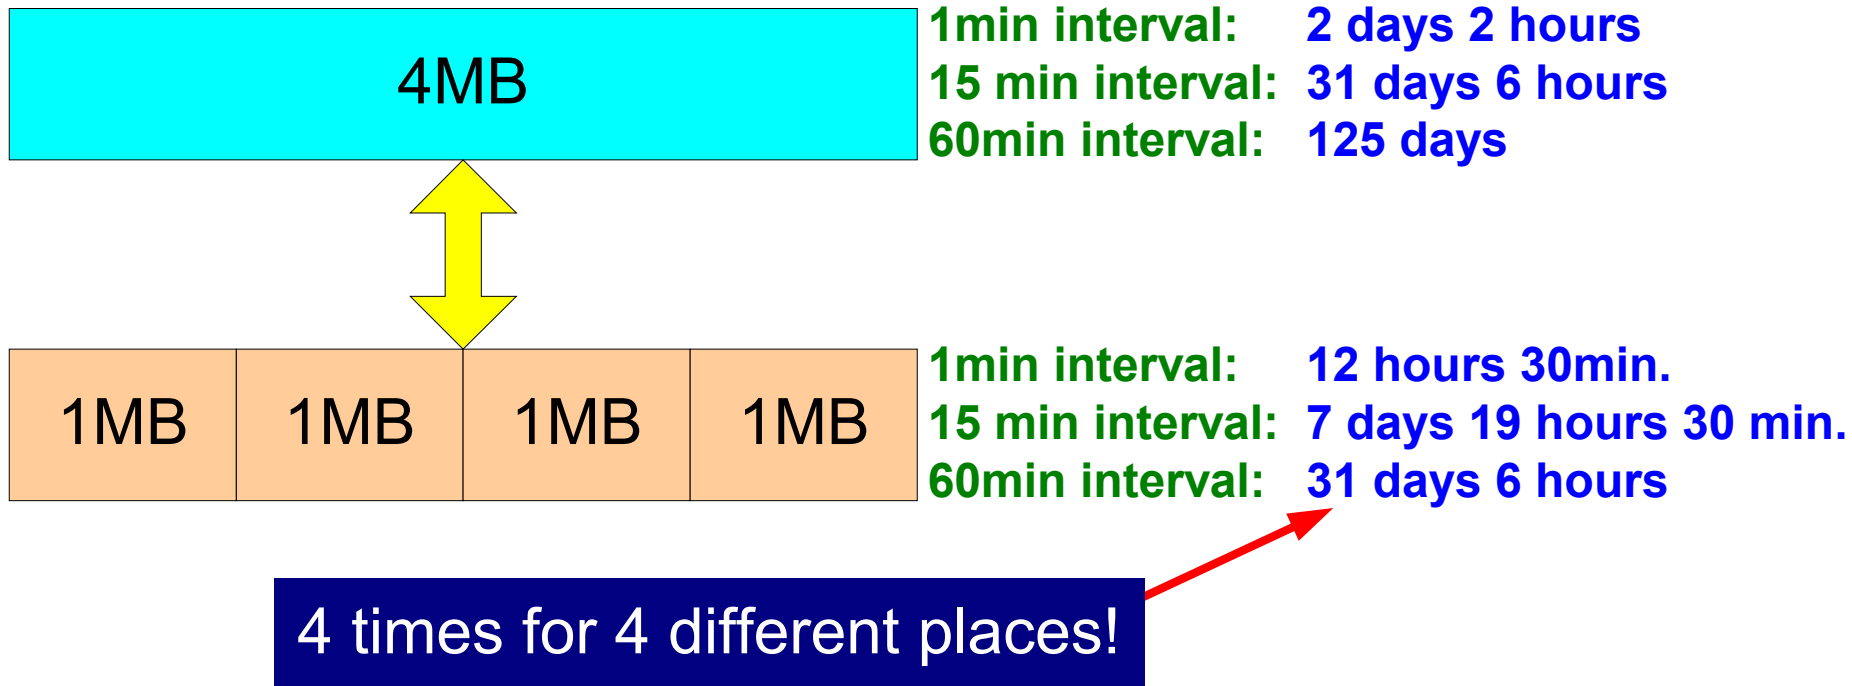 4MB
1min interval: 2 days 2 hours
15 min interval: 31 days 6 hours
60min interval: 125 days
1MB 1MB 1MB 1MB
1min interval: 12 hours 30min.
15 min interval: 7 days 19 hours 30 min.
60min interval: 31 days 6 hours
4 times for 4 different places!